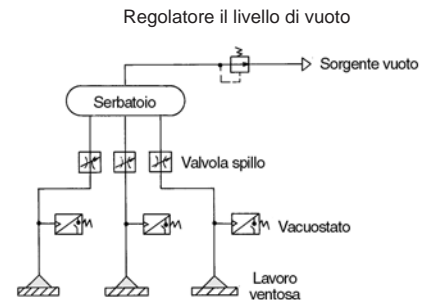 Regolatore il livello di vuoto
Sorgente vuoto
Serbatoio
Valvola spillo
Vacuostato
Lavoro
ventosa